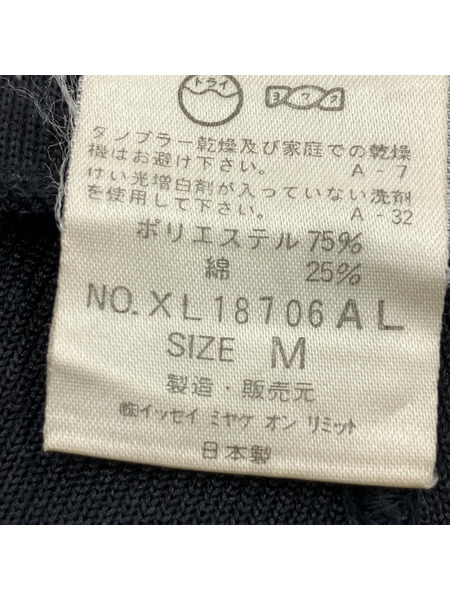 ドライ ヨワク
タンブラー乾燥及び家庭での乾燥
機はお避け下さい。 A-7
けい光増白剤が入っていない洗剤
を使用して下さい。 A-32
ポリエステル 75%
綿 25%
NO.XL18706AL
SIZE M
製造・販売元
㈱イッセイ ミヤケ オン リミット
日本製